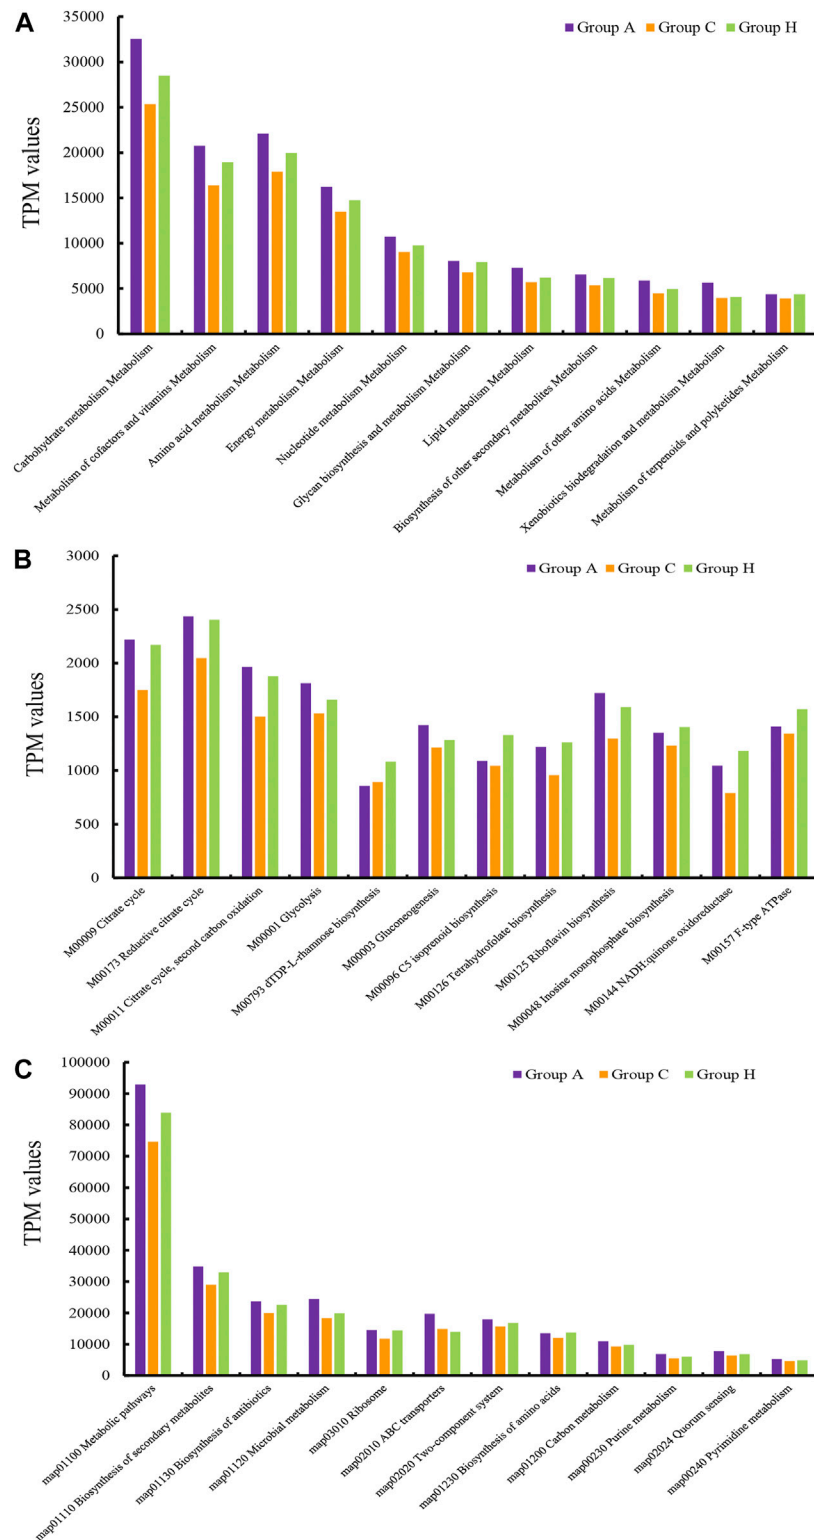 A
Group A Group C Group H
TPM values
35000
30000
25000
20000
15000
10000
5000
0
Carbohydrate metabolism Metabolism
Metabolism of cofactors and vitamins Metabolism
Amino acid metabolism Metabolism
Energy metabolism Metabolism
Nucleotide metabolism Metabolism
Glycan biosynthesis and metabolism Metabolism
Lipid metabolism Metabolism
Biosynthesis of other secondary metabolites Metabolism
Metabolism of other amino acids Metabolism
Xenobiotics biodegradation and metabolism Metabolism
Metabolism of terpenoids and polyketides Metabolism
B
Group A Group C Group H
TPM values
3000
2500
2000
1500
1000
500
0
M00009 Citrate cycle
M00173 Reductive citrate cycle
M00011 Citrate cycle, second carbon oxidation
M00001 Glycolysis
M00793 dTDP-L-rhamnose biosynthesis
M00003 Gluconeogenesis
M00096 C5 isoprenoid biosynthesis
M00126 Tetrahydrofolate biosynthesis
M00125 Riboflavin biosynthesis
M00048 Inosine monophosphate biosynthesis
M00144 NADH:quinone oxidoreductase
M00157 F-type ATPase
C
Group A Group C Group H
TPM values
100000
90000
80000
70000
60000
50000
40000
30000
20000
10000
0
map01100 Metabolic pathways
map01110 Biosynthesis of secondary metabolites
map01130 Biosynthesis of antibiotics
map01120 Microbial metabolism
map03010 Ribosome
map02010 ABC transporters
map02020 Two-component system
map01230 Biosynthesis of amino acids
map01200 Carbon metabolism
map00230 Purine metabolism
map02024 Quorum sensing
map00240 Pyrimidine metabolism